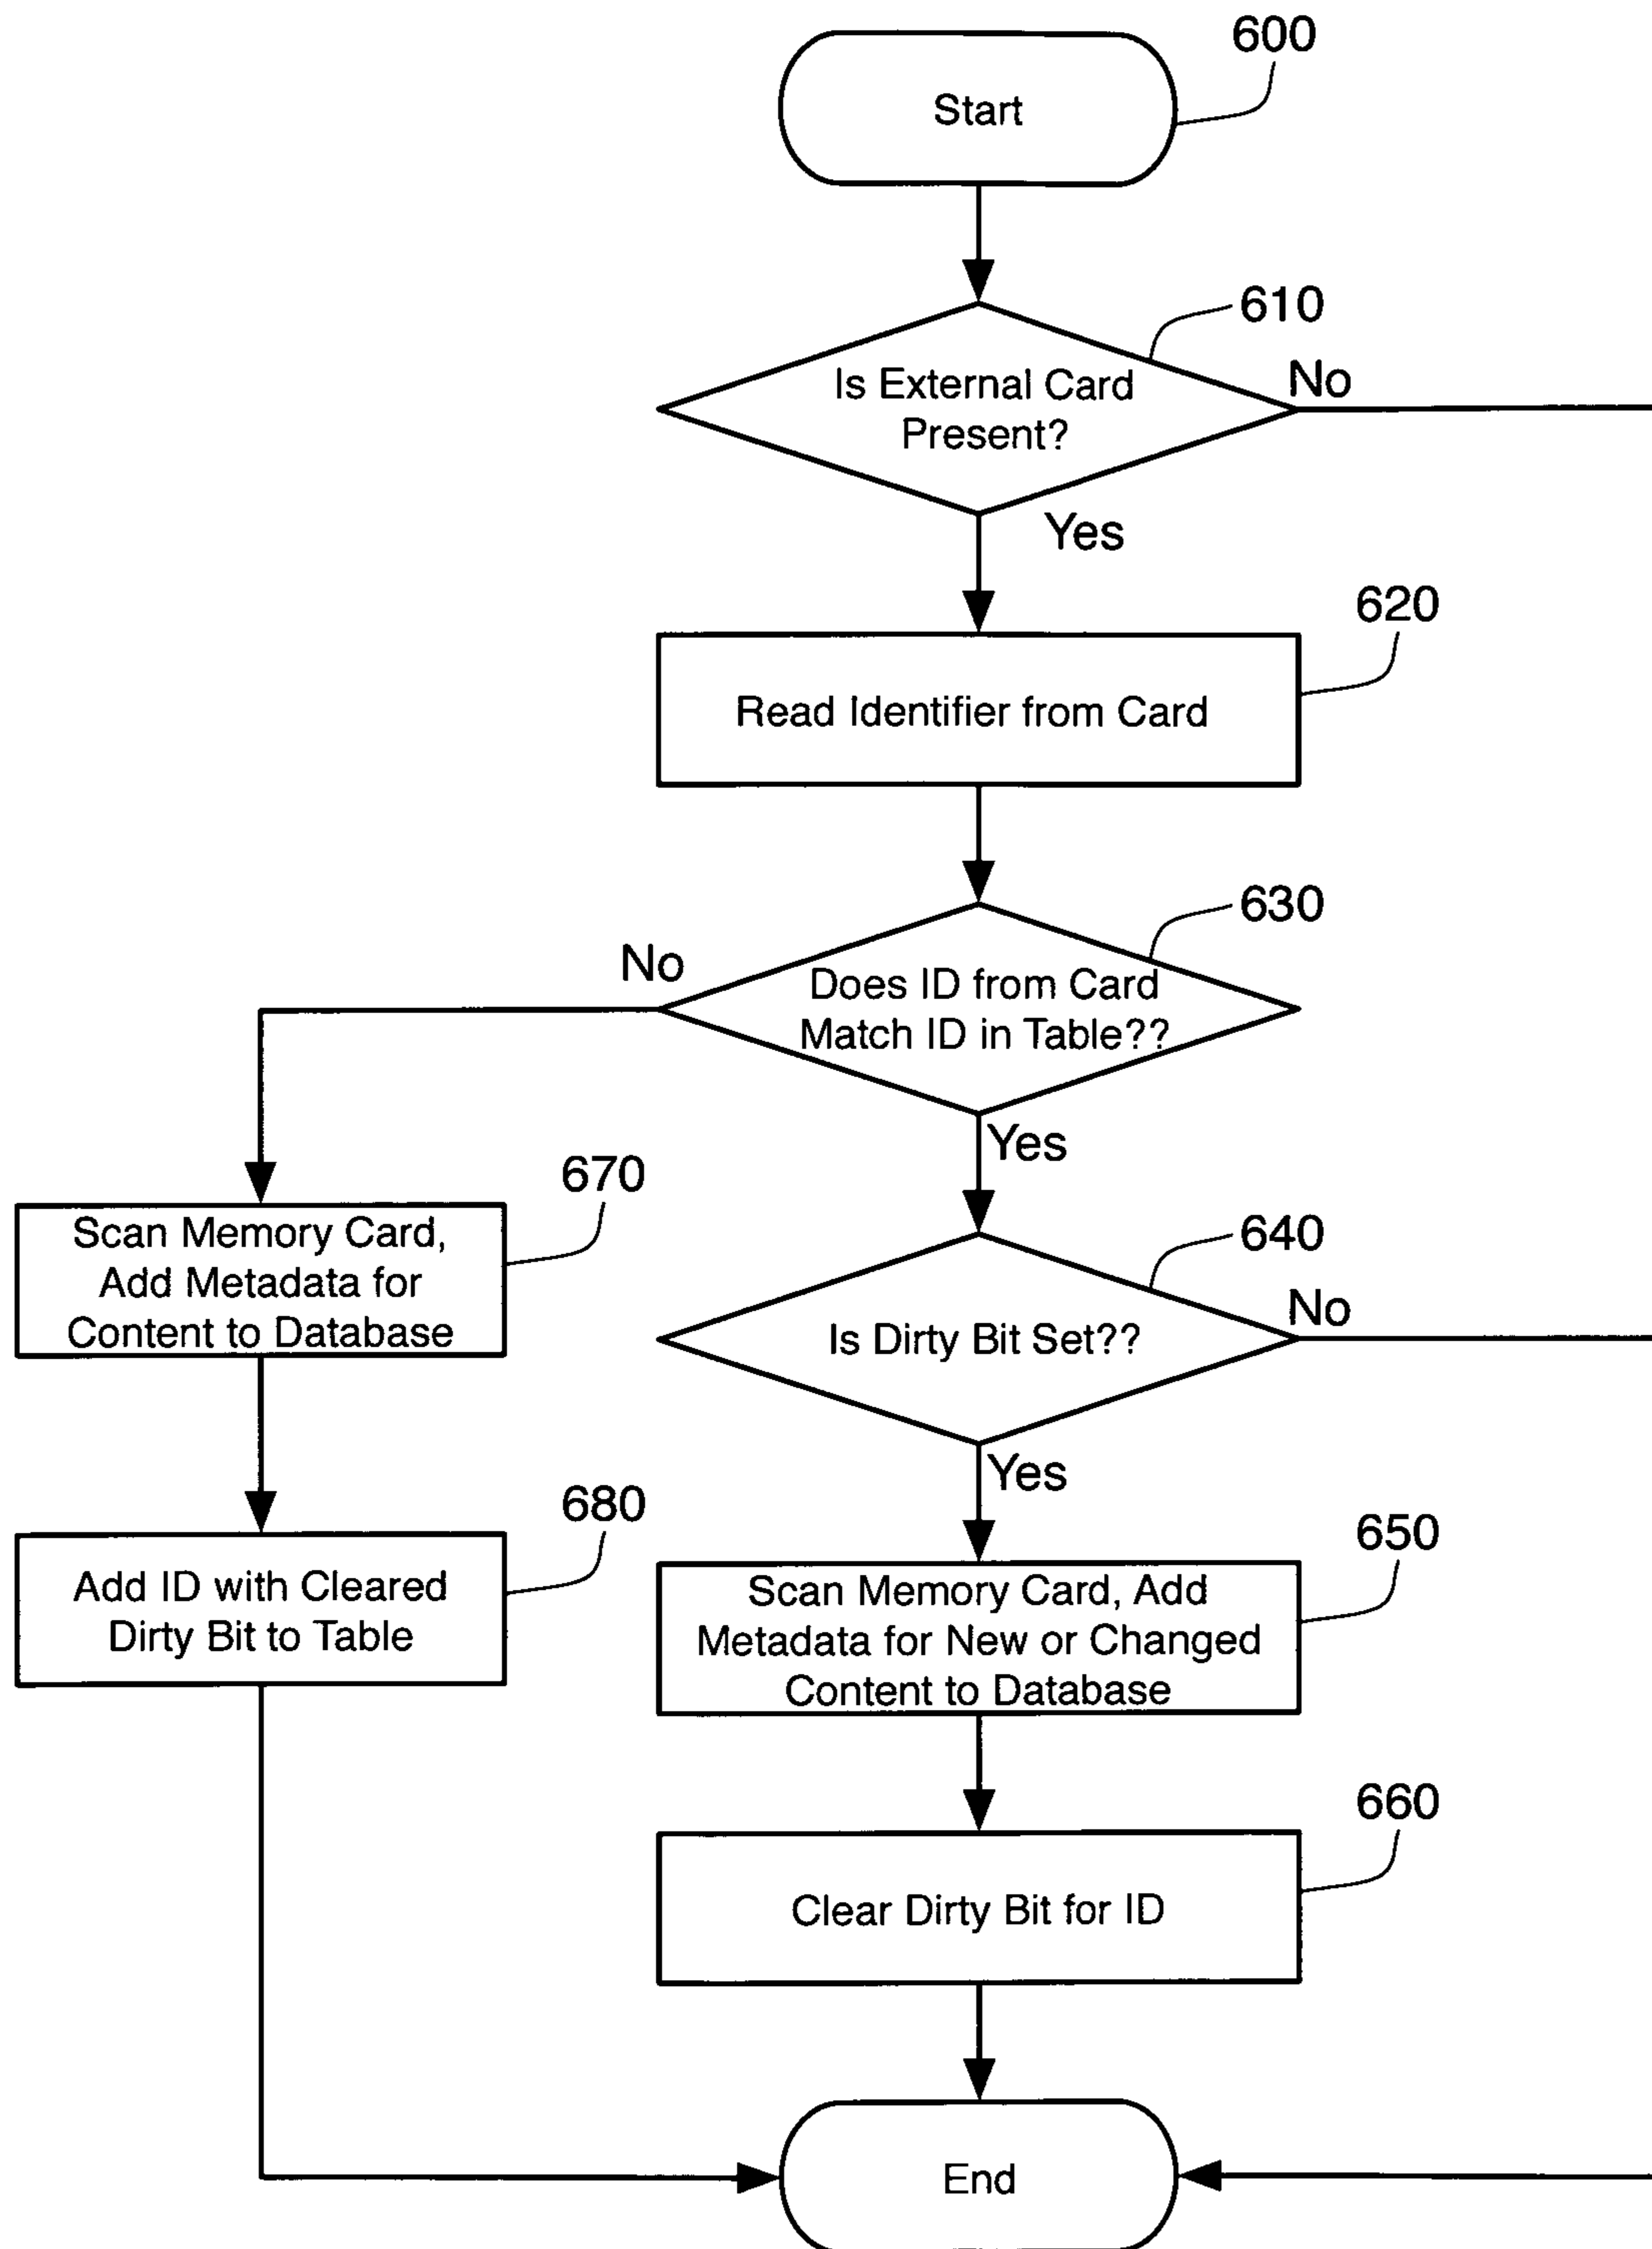 600
Start
610
Is External Card
Present?
No
Yes
620
Read Identifier from Card
630
No
Does ID from Card
Match ID in Table??
Yes
670
Scan Memory Card,
Add Metadata for
Content to Database
640
No
Is Dirty Bit Set??
Yes
680
Add ID with Cleared
Dirty Bit to Table
650
Scan Memory Card, Add
Metadata for New or Changed
Content to Database
660
Clear Dirty Bit for ID
End